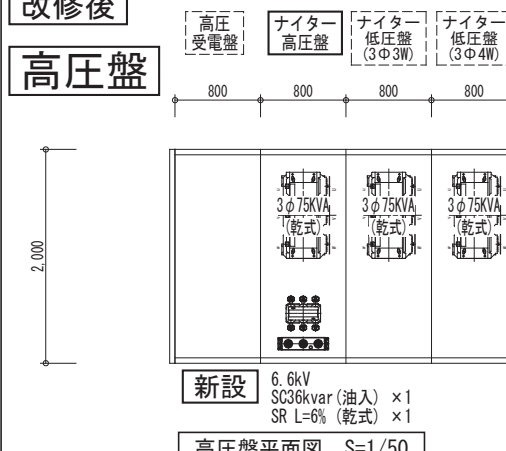 改修後
高圧盤
高圧
受電盤
ナイター
高圧盤
ナイター
低圧盤
(3Φ3W)
ナイター
低圧盤
(3Φ4W)
800
800
800
800
2,000
3φ75KVA
(乾式)
3φ75KVA
(乾式)
3φ75KVA
(乾式)
新設
6.6kV
SC36kvar(油入) ×1
SR L=6% (乾式) ×1
高圧盤平面図 S=1/50